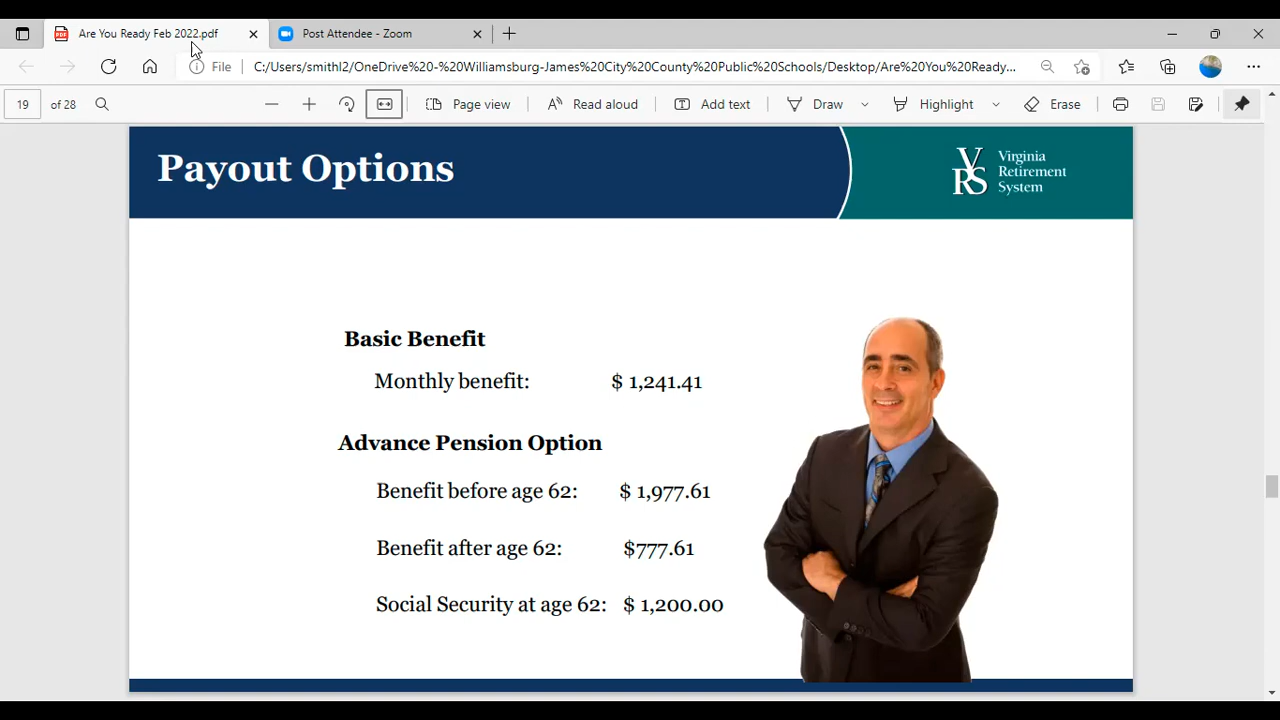 Are You Ready Feb 2022.pdf
Post Attendee - Zoom
File
C:/Users/smithl2/OneDrive%20-%20Williamsburg-James%20City%20County%20Public%20Schools/Desktop/Are%20You%20Ready...
19 of 28
Page view
Read aloud
Add text
Draw
Highlight
Erase
Payout Options
VRS
Virginia
Retirement
System
Basic Benefit
Monthly benefit: $ 1,241.41
Advance Pension Option
Benefit before age 62: $ 1,977.61
Benefit after age 62: $777.61
Social Security at age 62: $ 1,200.00